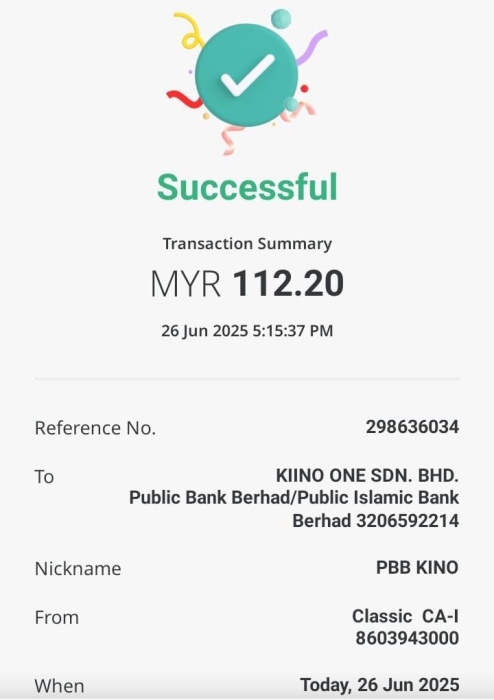 Successful
Transaction Summary
MYR 112.20
26 Jun 2025 5:15:37 PM
Reference No. 298636034
To KIINO ONE SDN. BHD.
Public Bank Berhad/Public Islamic Bank
Berhad 3206592214
Nickname PBB KINO
From Classic CA-I
8603943000
When Today, 26 Jun 2025